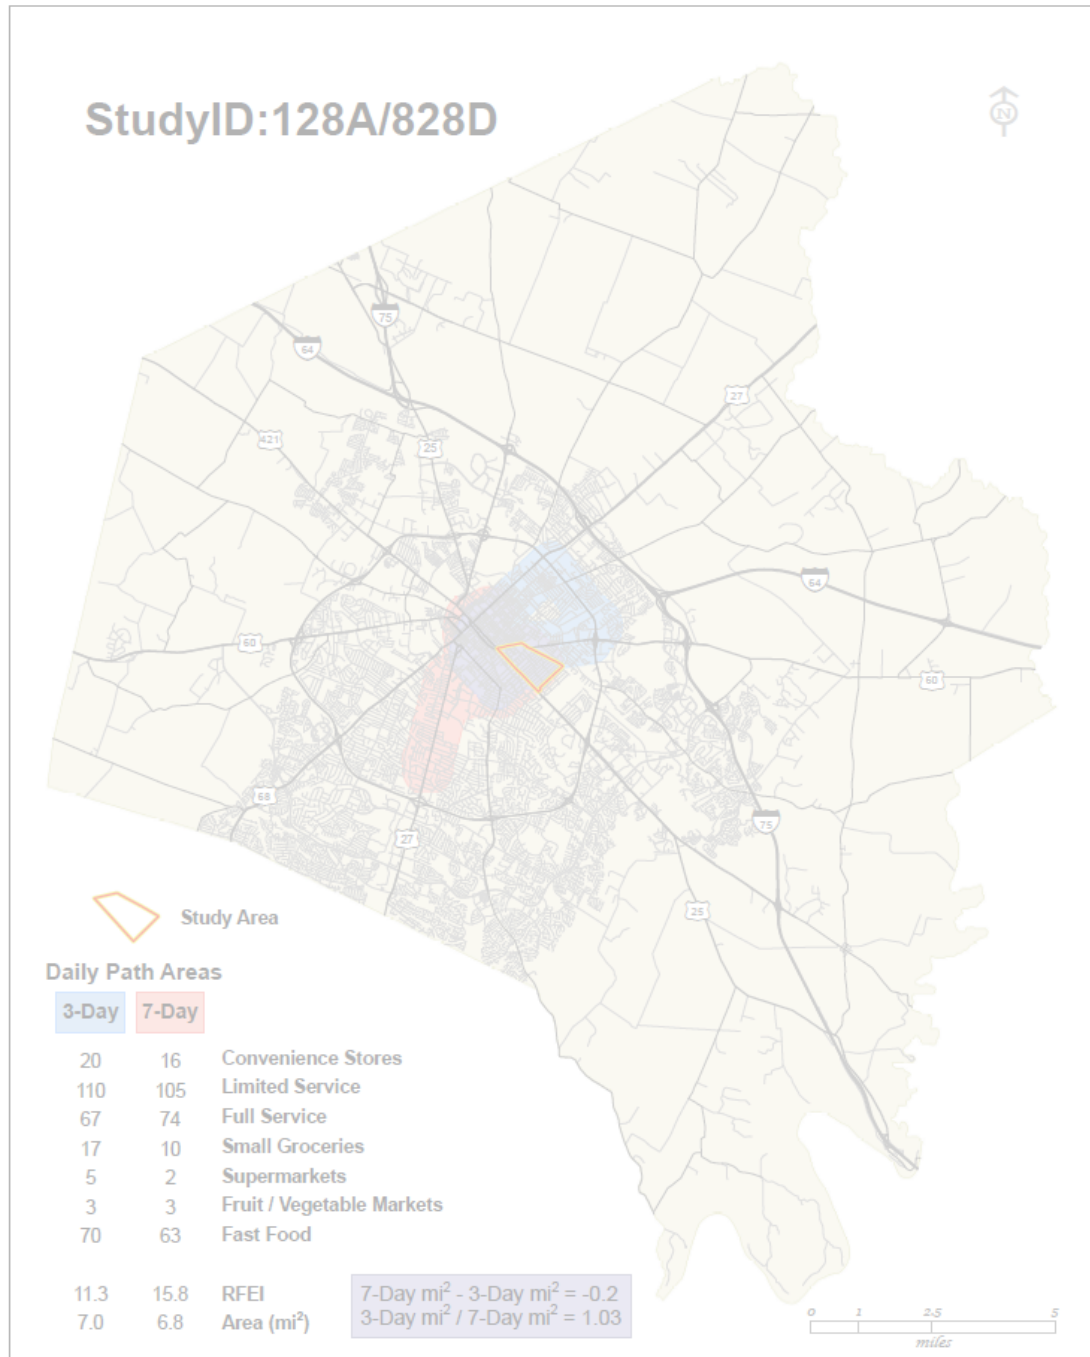 StudyID:128A/828D
N
75
64
27
421
25
64
60
60
68
27
75
25
Study Area
Daily Path Areas
3-Day 7-Day
20 16 Convenience Stores
110 105 Limited Service
67 74 Full Service
17 10 Small Groceries
5 2 Supermarkets
3 3 Fruit / Vegetable Markets
70 63 Fast Food
11.3 15.8 RFEI
7.0 6.8 Area (mi²)
7-Day mi² - 3-Day mi² = -0.2
3-Day mi² / 7-Day mi² = 1.03
0 1 2.5 5
miles